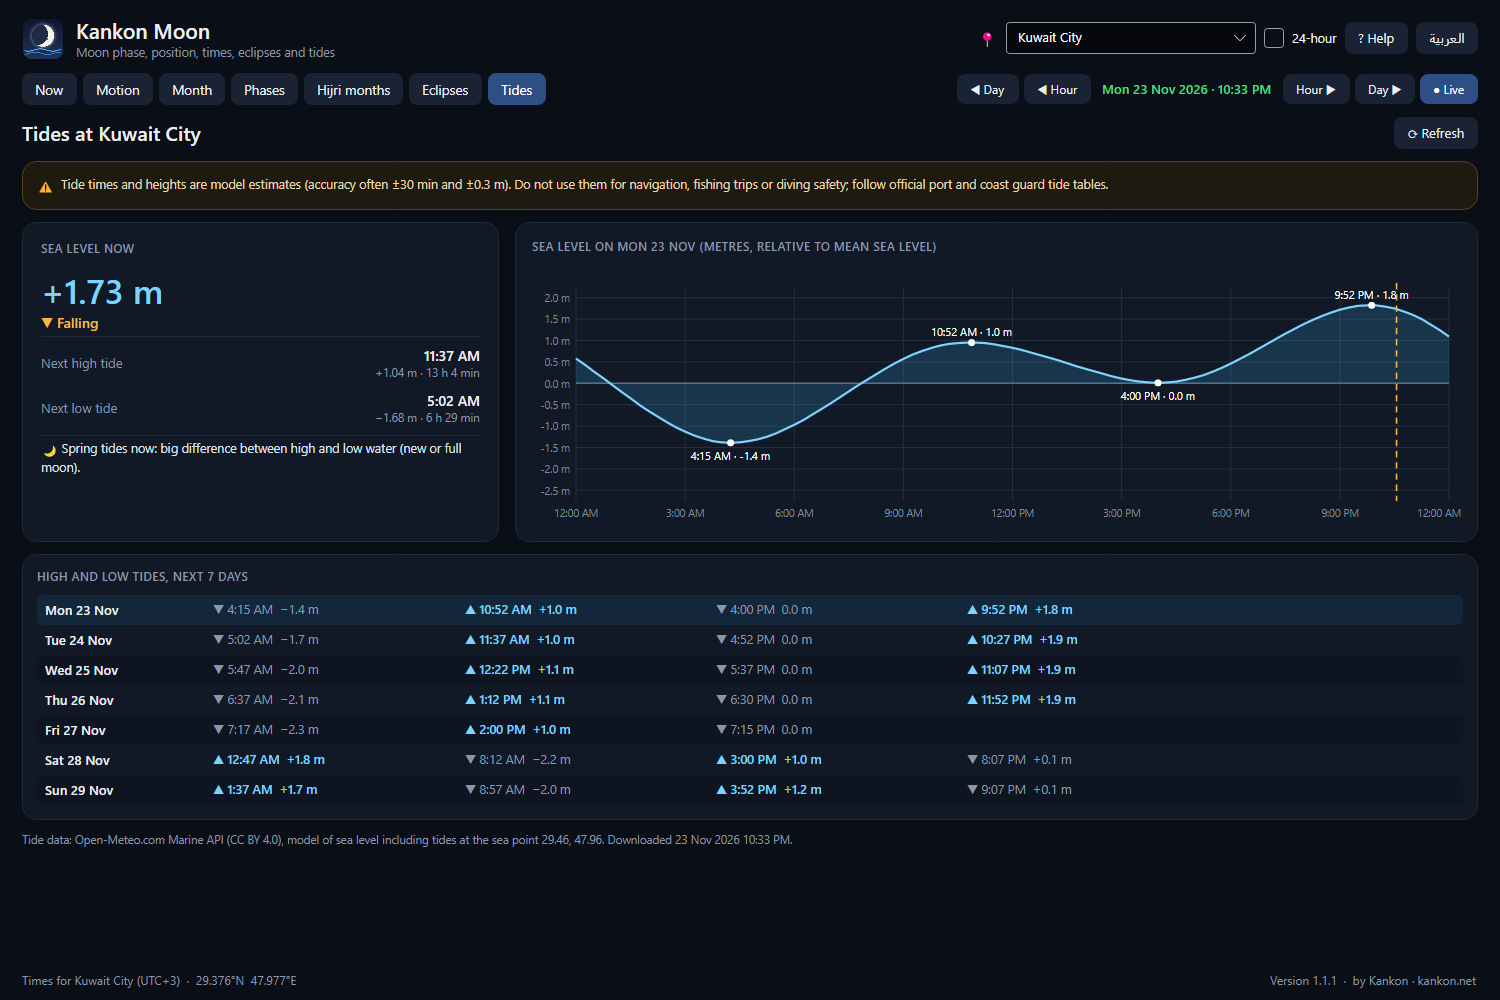 Kankon Moon
Moon phase, position, times, eclipses and tides
Kuwait City
24-hour
? Help
العربية
Now
Motion
Month
Phases
Hijri months
Eclipses
Tides
◀ Day
◀ Hour
Mon 23 Nov 2026 · 10:33 PM
Hour ▶
Day ▶
● Live
Tides at Kuwait City
⟳ Refresh
Tide times and heights are model estimates (accuracy often ±30 min and ±0.3 m). Do not use them for navigation, fishing trips or diving safety; follow official port and coast guard tide tables.
SEA LEVEL NOW
+1.73 m
▼ Falling
Next high tide
11:37 AM
+1.04 m · 13 h 4 min
Next low tide
5:02 AM
−1.68 m · 6 h 29 min
Spring tides now: big difference between high and low water (new or full
moon).
SEA LEVEL ON MON 23 NOV (METRES, RELATIVE TO MEAN SEA LEVEL)
2.0 m
1.5 m
1.0 m
0.5 m
0.0 m
-0.5 m
-1.0 m
-1.5 m
-2.0 m
-2.5 m
4:15 AM · -1.4 m
10:52 AM · 1.0 m
4:00 PM · 0.0 m
9:52 PM · 1.8 m
12:00 AM 3:00 AM 6:00 AM 9:00 AM 12:00 PM 3:00 PM 6:00 PM 9:00 PM 12:00 AM
HIGH AND LOW TIDES, NEXT 7 DAYS
Mon 23 Nov ▼ 4:15 AM −1.4 m ▲ 10:52 AM +1.0 m ▼ 4:00 PM 0.0 m ▲ 9:52 PM +1.8 m
Tue 24 Nov ▼ 5:02 AM −1.7 m ▲ 11:37 AM +1.0 m ▼ 4:52 PM 0.0 m ▲ 10:27 PM +1.9 m
Wed 25 Nov ▼ 5:47 AM −2.0 m ▲ 12:22 PM +1.1 m ▼ 5:37 PM 0.0 m ▲ 11:07 PM +1.9 m
Thu 26 Nov ▼ 6:37 AM −2.1 m ▲ 1:12 PM +1.1 m ▼ 6:30 PM 0.0 m ▲ 11:52 PM +1.9 m
Fri 27 Nov ▼ 7:17 AM −2.3 m ▲ 2:00 PM +1.0 m ▼ 7:15 PM 0.0 m
Sat 28 Nov ▲ 12:47 AM +1.8 m ▼ 8:12 AM −2.2 m ▲ 3:00 PM +1.0 m ▼ 8:07 PM +0.1 m
Sun 29 Nov ▲ 1:37 AM +1.7 m ▼ 8:57 AM −2.0 m ▲ 3:52 PM +1.2 m ▼ 9:07 PM +0.1 m
Tide data: Open-Meteo.com Marine API (CC BY 4.0), model of sea level including tides at the sea point 29.46, 47.96. Downloaded 23 Nov 2026 10:33 PM.
Times for Kuwait City (UTC+3) · 29.376°N 47.977°E
Version 1.1.1 · by Kankon · kankon.net